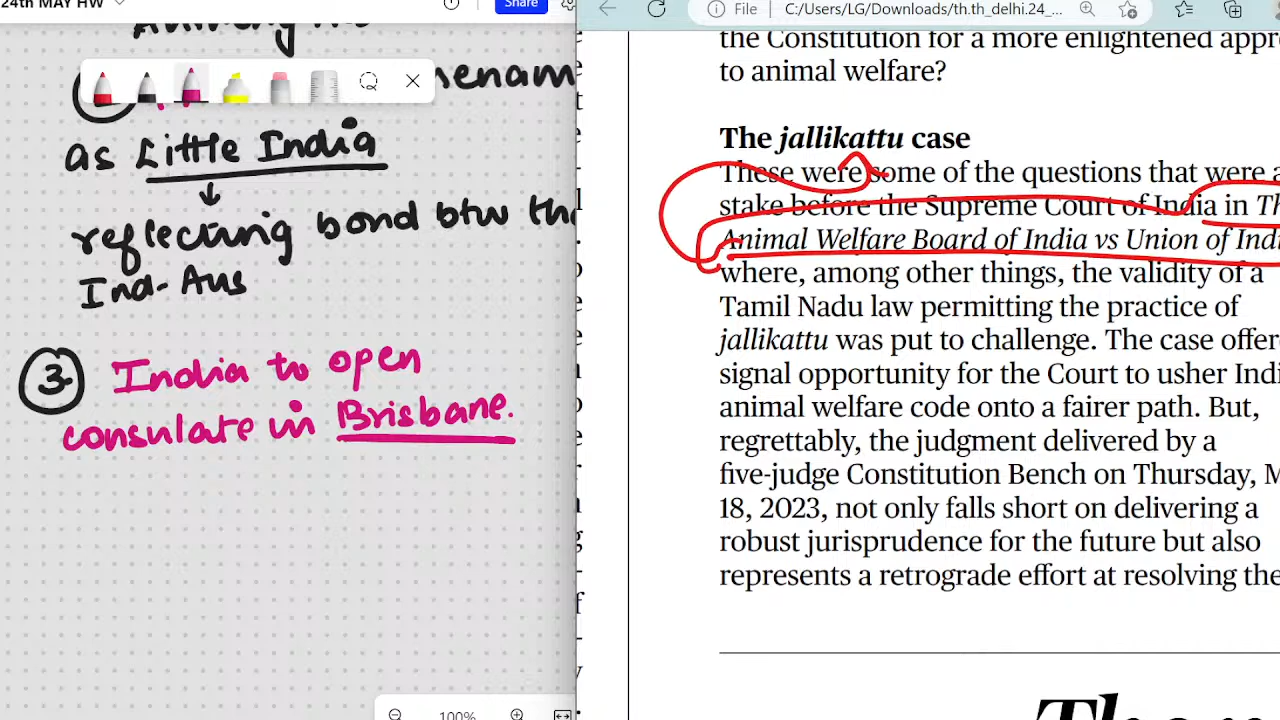 24th MAY HW
Share
as Little India
reflecting bond btw the
Ind-Aus
3. India to open
consulate in Brisbane.
100%
File
C:/Users/LG/Downloads/th.th_delhi.24_...
the Constitution for a more enlightened appr
to animal welfare?
The jallikattu case
These were some of the questions that were a
stake before the Supreme Court of India in Th
Animal Welfare Board of India vs Union of Indi
where, among other things, the validity of a
Tamil Nadu law permitting the practice of
jallikattu was put to challenge. The case offere
signal opportunity for the Court to usher Indi
animal welfare code onto a fairer path. But,
regrettably, the judgment delivered by a
five-judge Constitution Bench on Thursday, M
18, 2023, not only falls short on delivering a
robust jurisprudence for the future but also
represents a retrograde effort at resolving the